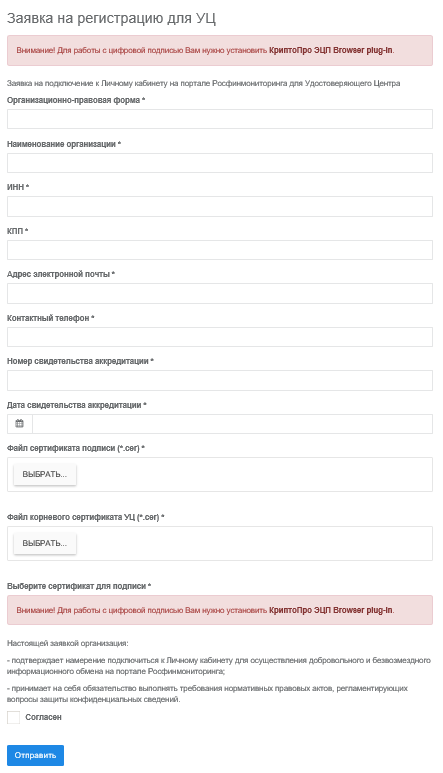 Заявка на регистрацию для УЦ
Внимание! Для работы с цифровой подписью Вам нужно установить КриптоПро ЭЦП Browser plug-in.
Заявка на подключение к Личному кабинету на портале Росфинмониторинга для Удостоверяющего Центра
Организационно-правовая форма *
Наименование организации *
ИНН *
КПП *
Адрес электронной почты *
Контактный телефон *
Номер свидетельства аккредитации *
Дата свидетельства аккредитации *
Файл сертификата подписи (*.cer) *
ВЫБРАТЬ...
Файл корневого сертификата УЦ (*.cer) *
ВЫБРАТЬ...
Выберите сертификат для подписи *
Внимание! Для работы с цифровой подписью Вам нужно установить КриптоПро ЭЦП Browser plug-in.
Настоящей заявкой организация:
- подтверждает намерение подключиться к Личному кабинету для осуществления добровольного и безвозмездного
информационного обмена на портале Росфинмониторинга;
- принимает на себя обязательство выполнять требования нормативных правовых актов, регламентирующих
вопросы защиты конфиденциальных сведений.
Согласен
Отправить